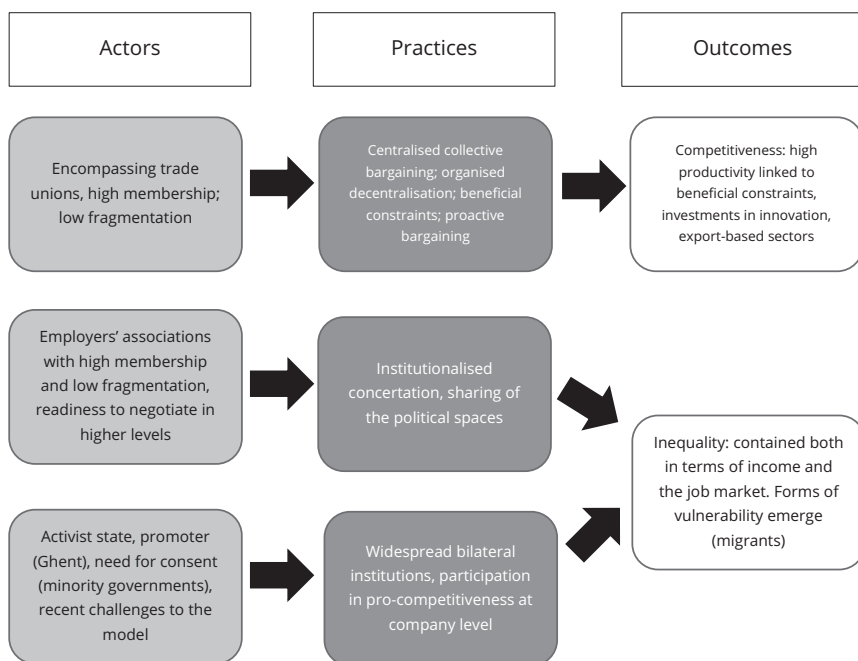 Actors
Practices
Outcomes
Encompassing trade
unions, high membership;
low fragmentation
Centralised collective
bargaining; organised
decentralisation; beneficial
constraints; proactive
bargaining
Competitiveness: high
productivity linked to
beneficial constraints,
investments in innovation,
export-based sectors
Employers’ associations
with high membership
and low fragmentation,
readiness to negotiate in
higher levels
Institutionalised
concertation, sharing of
the political spaces
Inequality: contained both
in terms of income and
the job market. Forms of
vulnerability emerge
(migrants)
Activist state, promoter
(Ghent), need for consent
(minority governments),
recent challenges to the
model
Widespread bilateral
institutions, participation
in pro-competitiveness at
company level